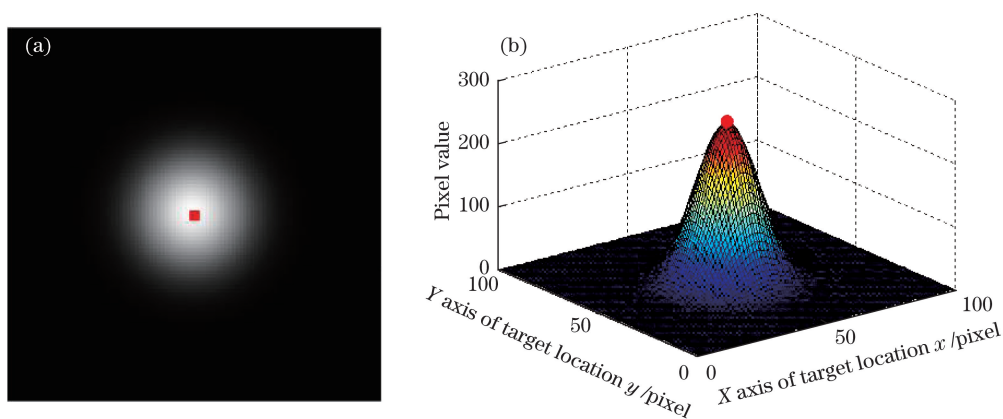 (a)
(b)
300
200
100
0
Pixel value
100
50
0
Y axis of target location y /pixel
0
50
100
X axis of target location x /pixel